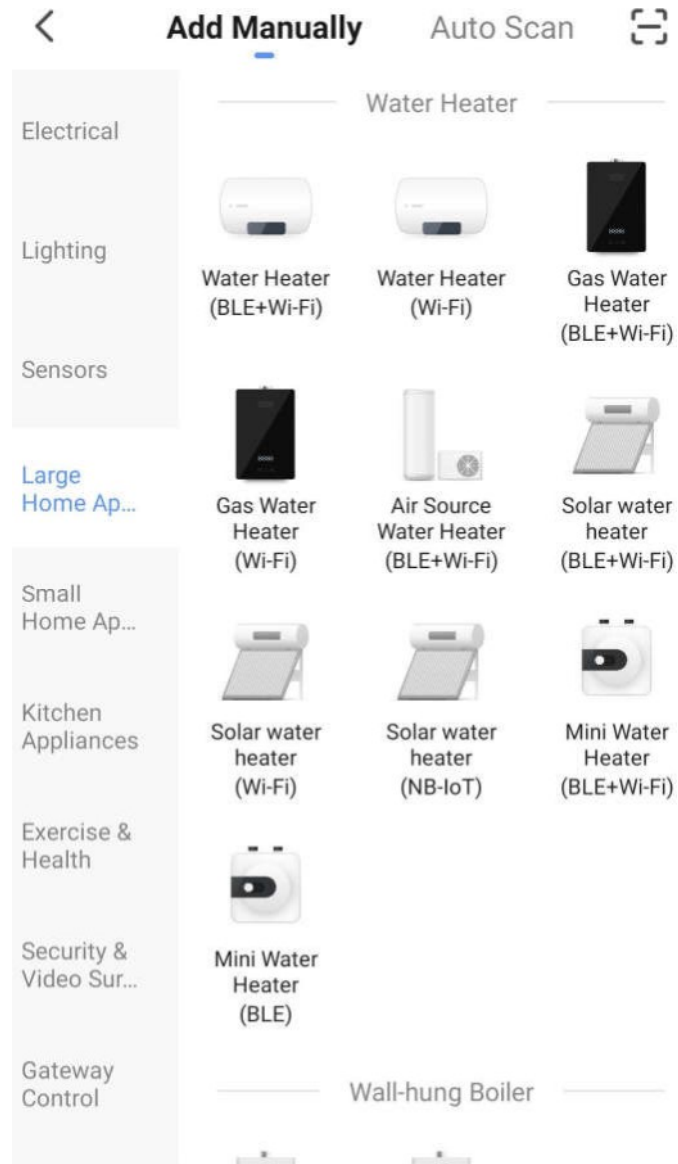 Add Manually
Auto Scan
Electrical
Lighting
Sensors
Large
Home Ap...
Small
Home Ap...
Kitchen
Appliances
Exercise &
Health
Security &
Video Sur...
Gateway
Control
Water Heater
Water Heater
(BLE+Wi-Fi)
Water Heater
(Wi-Fi)
Gas Water
Heater
(BLE+Wi-Fi)
Gas Water
Heater
(Wi-Fi)
Air Source
Water Heater
(BLE+Wi-Fi)
Solar water
heater
(BLE+Wi-Fi)
Solar water
heater
(Wi-Fi)
Solar water
heater
(NB-IoT)
Mini Water
Heater
(BLE+Wi-Fi)
Mini Water
Heater
(BLE)
Wall-hung Boiler